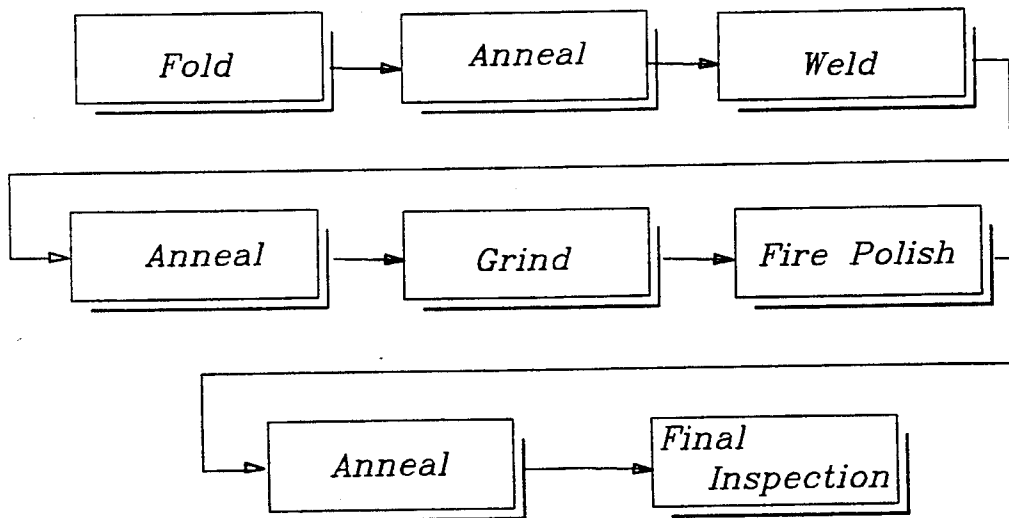 Fold
Anneal
Weld
Anneal
Grind
Fire Polish
Anneal
Final
Inspection